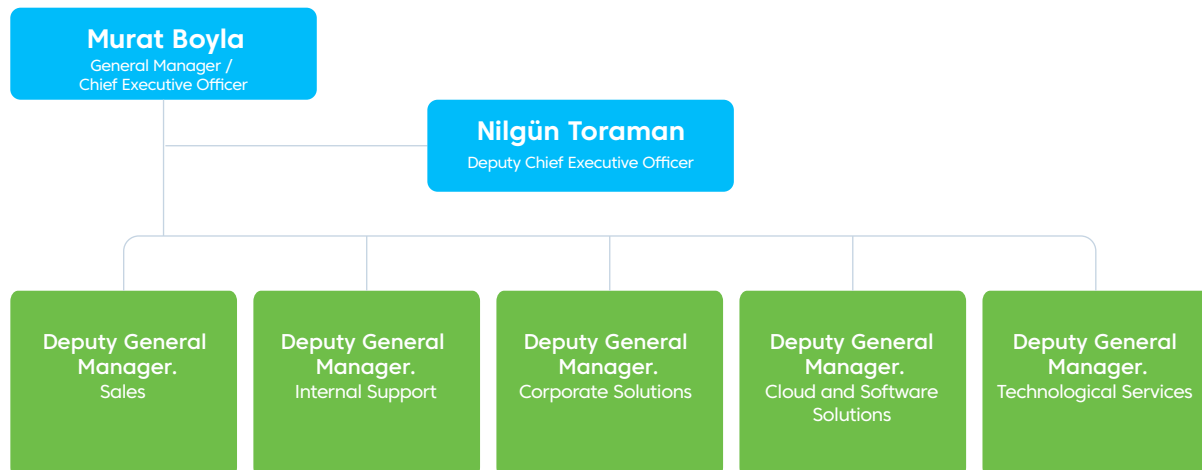 Murat Boyla
General Manager /
Chief Executive Officer
Nilgün Toraman
Deputy Chief Executive Officer
Deputy General
Manager.
Sales
Deputy General
Manager.
Internal Support
Deputy General
Manager.
Corporate Solutions
Deputy General
Manager.
Cloud and Software
Solutions
Deputy General
Manager.
Technological Services